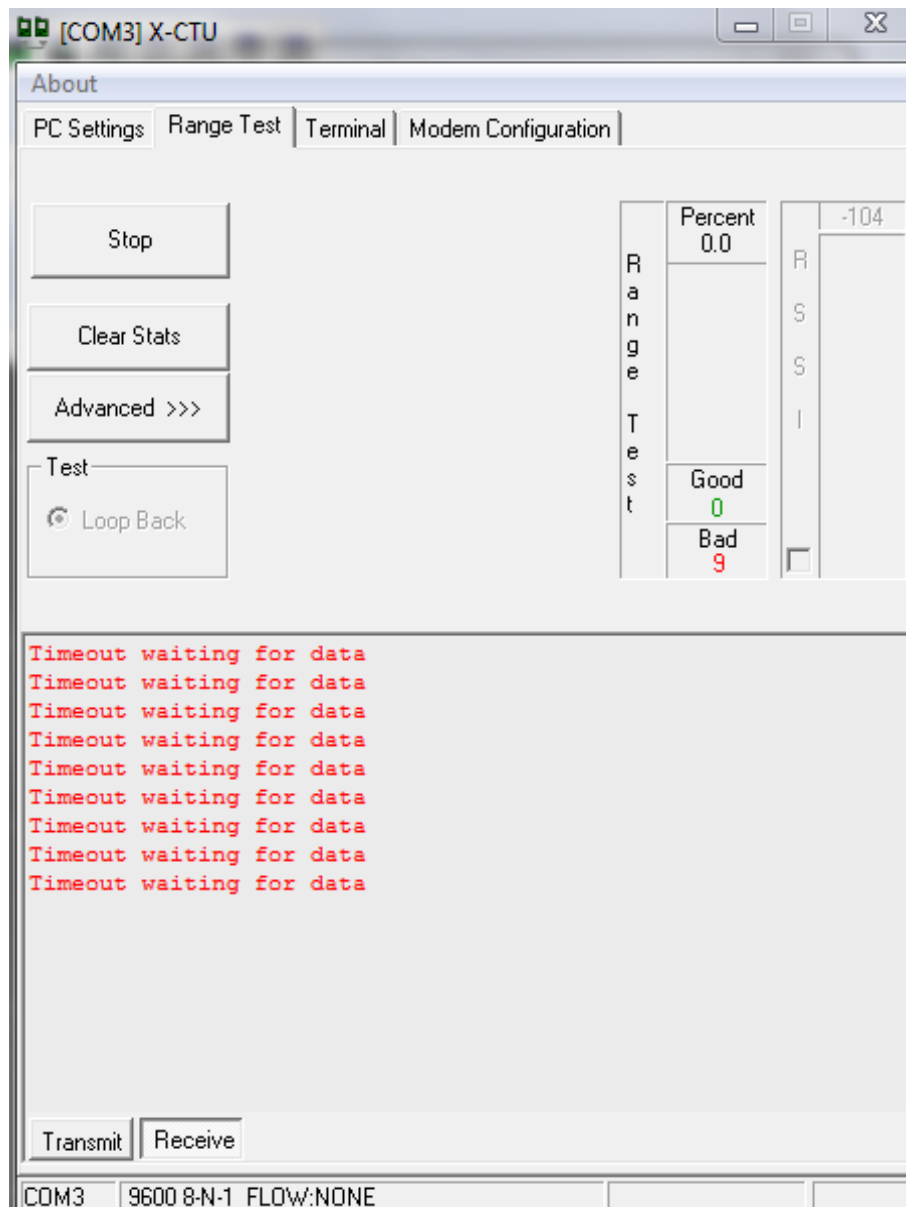 [COM3] X-CTU
About
PC Settings Range Test Terminal Modem Configuration
Stop
Clear Stats
Advanced >>>
Test
Loop Back
Range Test
Percent
0.0
Good
0
Bad
9
RSSI
-104
Timeout waiting for data
Timeout waiting for data
Timeout waiting for data
Timeout waiting for data
Timeout waiting for data
Timeout waiting for data
Timeout waiting for data
Timeout waiting for data
Timeout waiting for data
Transmit Receive
COM3 9600 8-N-1 FLOW:NONE